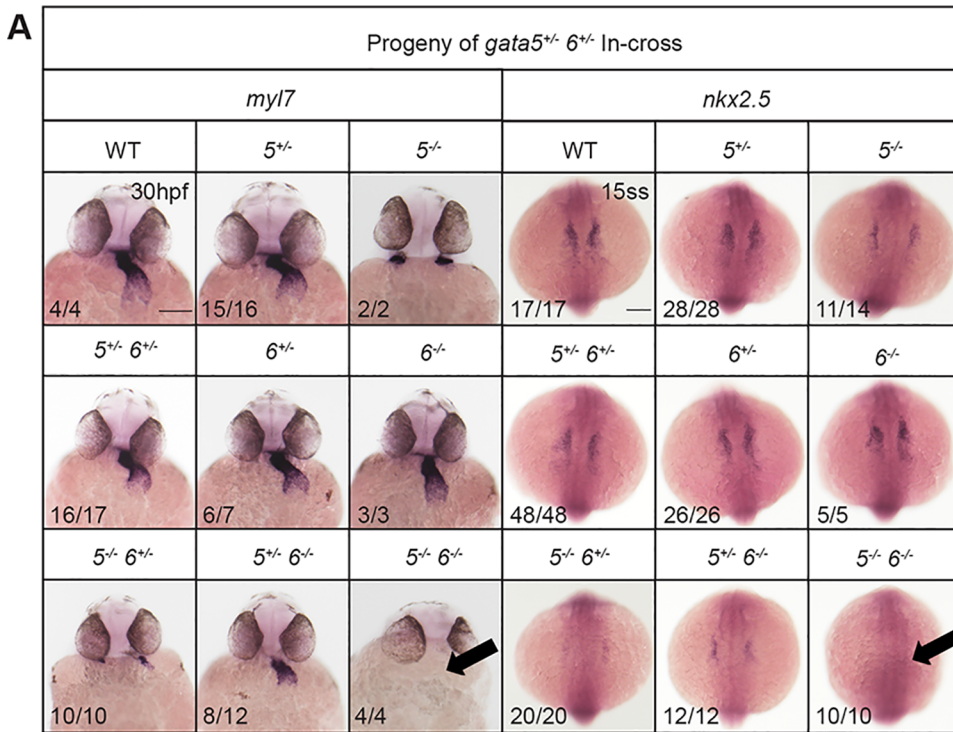 A
Progeny of gata5+/- 6+/- In-cross
myl7 nkx2.5
WT 5+/- 5-/- WT 5+/- 5-/-
30hpf 15ss
4/4 15/16 2/2 17/17 28/28 11/14
5+/- 6+/- 6+/- 6-/- 5+/- 6+/- 6+/- 6-/-
16/17 6/7 3/3 48/48 26/26 5/5
5-/- 6+/- 5+/- 6-/- 5-/- 6-/- 5-/- 6+/- 5+/- 6-/- 5-/- 6-/-
10/10 8/12 4/4 20/20 12/12 10/10